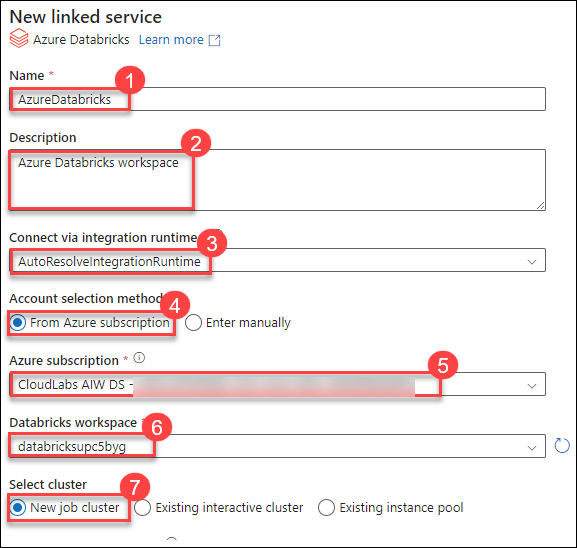 New linked service
Azure Databricks Learn more
Name *
1
AzureDatabricks
Description
2
Azure Databricks workspace
Connect via integration runtime
3
AutoResolveIntegrationRuntime
Account selection method
4
From Azure subscription Enter manually
Azure subscription *
5
CloudLabs AIW DS -
Databricks workspace
6
databricksupc5byg
Select cluster
7
New job cluster Existing interactive cluster Existing instance pool